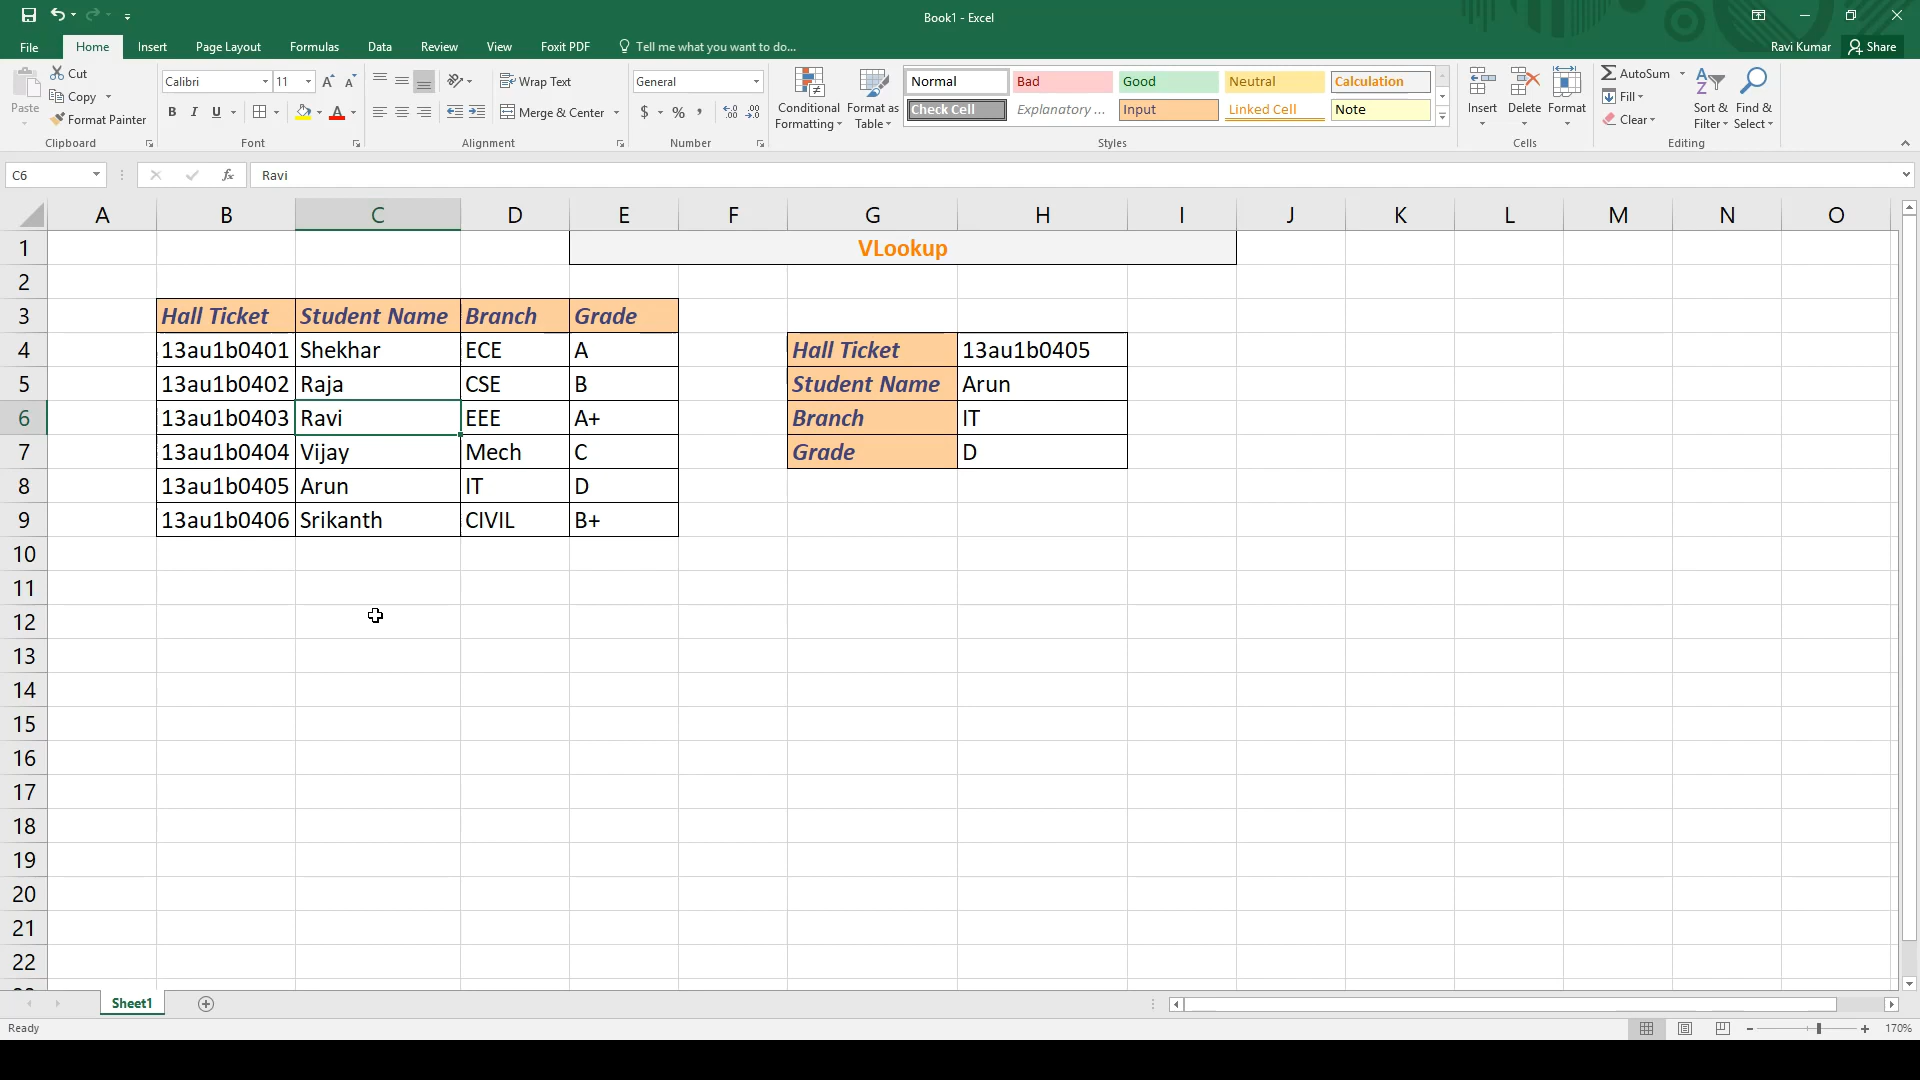 Book1 - Excel
File Home Insert Page Layout Formulas Data Review View Foxit PDF Tell me what you want to do... Ravi Kumar Share
Paste Cut Copy Format Painter
Clipboard
Calibri 11
B I U A
Font
Wrap Text
Merge & Center
Alignment
General
$ % ,
Number
Conditional Formatting
Format as Table
Normal Bad Good Neutral Calculation
Check Cell Explanatory ... Input Linked Cell Note
Styles
Insert Delete Format
Cells
AutoSum
Fill
Clear
Sort & Filter
Find & Select
Editing
C6 fx Ravi
A B C D E F G H I J K L M N O
1 VLookup
2
3 Hall Ticket Student Name Branch Grade
4 13au1b0401 Shekhar ECE A Hall Ticket 13au1b0405
5 13au1b0402 Raja CSE B Student Name Arun
6 13au1b0403 Ravi EEE A+ Branch IT
7 13au1b0404 Vijay Mech C Grade D
8 13au1b0405 Arun IT D
9 13au1b0406 Srikanth CIVIL B+
10
11
12
13
14
15
16
17
18
19
20
21
22
Sheet1
Ready 170%